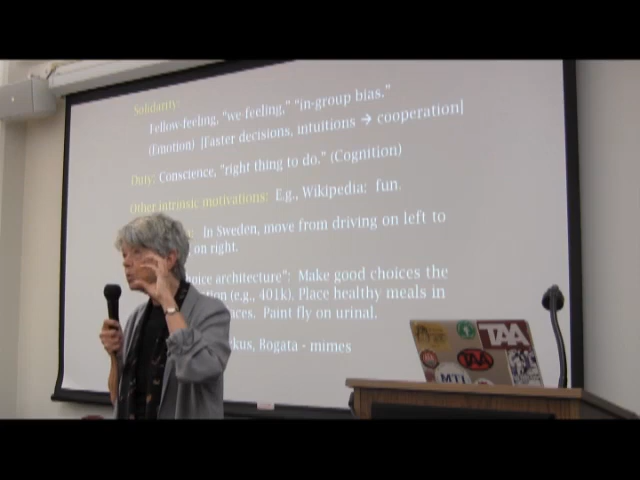 Solidarity:
Fellow-feeling, "we-feeling," "in-group bias."
(Emotion) |Faster decisions, intuitions → cooperation|
Duty: Conscience, "right thing to do." (Cognition)
Other intrinsic motivations: E.g., Wikipedia: fun.
In Sweden, move from driving on left to
on right.
architecture": Make good choices the
(e.g., 401k). Place healthy meals in
Paint fly on urinal.
Bogata - mimes
TAA
TAA
MTI